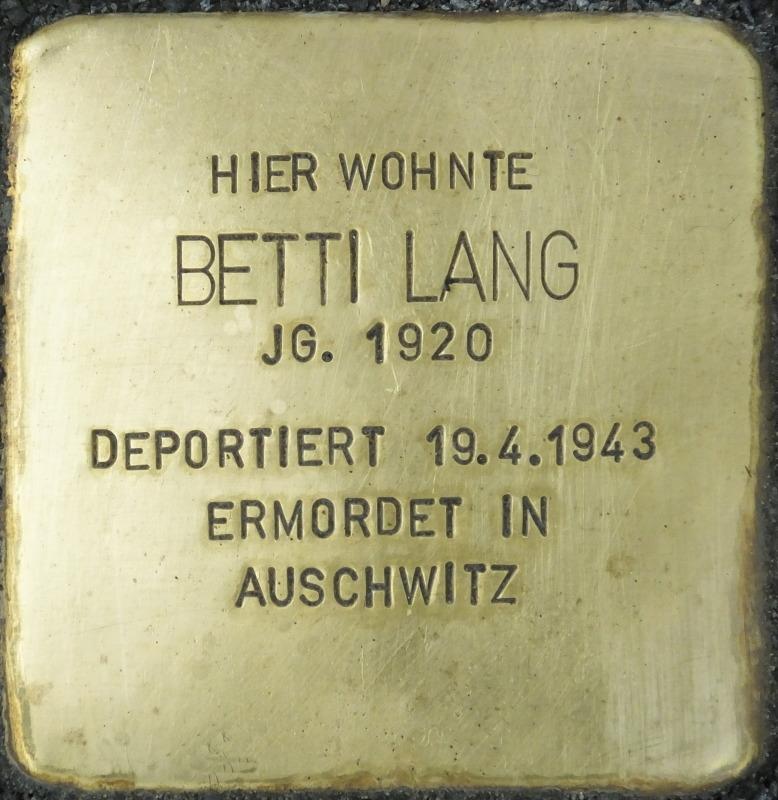 HIER WOHNTE
BETTI LANG
JG. 1920
DEPORTIERT 19.4.1943
ERMORDET IN
AUSCHWITZ